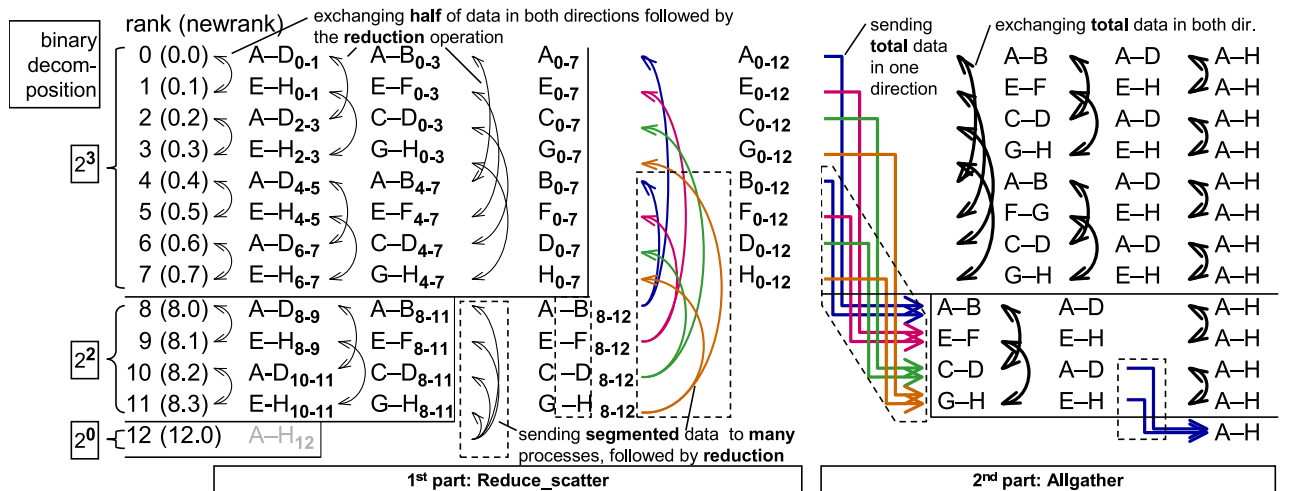 rank (newrank)
exchanging half of data in both directions followed by
the reduction operation
sending
total data
in one
direction
exchanging total data in both dir.
binary
decom-
position
0 (0.0) A–D0-1 A–B0-3 A0-7 A0-12 A–B A–D A–H
1 (0.1) E–H0-1 E–F0-3 E0-7 E0-12 E–F E–H A–H
2 (0.2) A–D2-3 C–D0-3 C0-7 C0-12 C–D A–D A–H
3 (0.3) E–H2-3 G–H0-3 G0-7 G0-12 G–H E–H A–H
2³
4 (0.4) A–D4-5 A–B4-7 B0-7 B0-12 A–B A–D A–H
5 (0.5) E–H4-5 E–F4-7 F0-7 F0-12 F–G E–H A–H
6 (0.6) A–D6-7 C–D4-7 D0-7 D0-12 C–D A–D A–H
7 (0.7) E–H6-7 G–H4-7 H0-7 H0-12 G–H E–H A–H
8 (8.0) A–D8-9 A–B8-11 A–B8-12 A–B A–D A–H
2²
9 (8.1) E–H8-9 E–F8-11 E–F8-12 E–F E–H A–H
10 (8.2) A-D10-11 C–D8-11 C–D8-12 C–D A–D A–H
11 (8.3) E-H10-11 G–H8-11 G–H8-12 G–H E–H A–H
2⁰
12 (12.0) A–H12 A–H
sending segmented data to many
processes, followed by reduction
1st part: Reduce_scatter
2nd part: Allgather